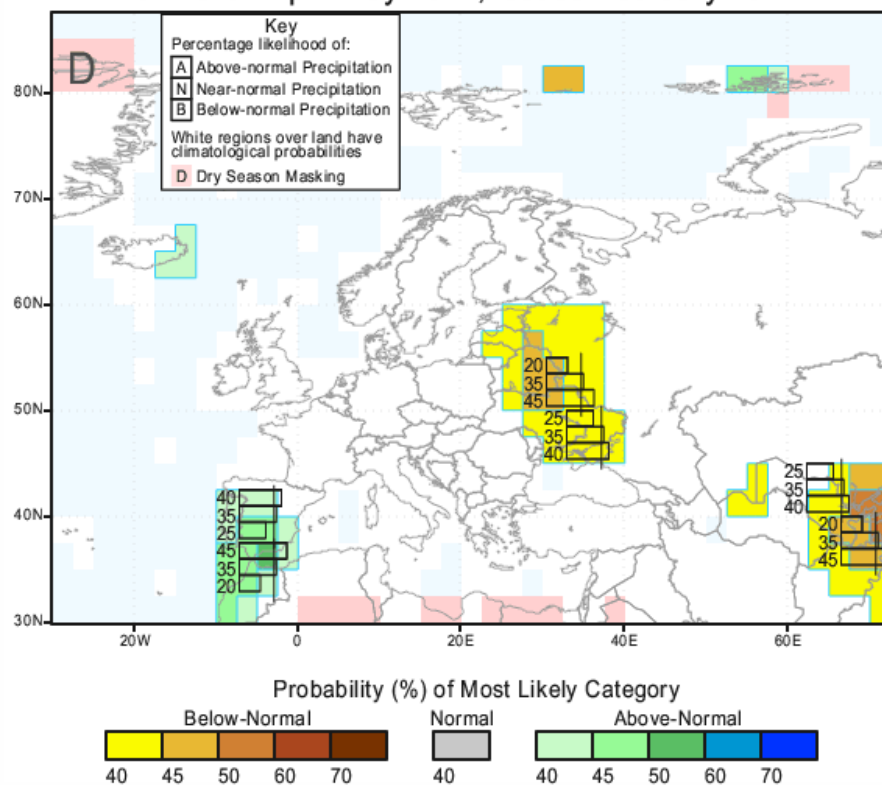 Key
Percentage likelihood of:
A Above-normal Precipitation
N Near-normal Precipitation
B Below-normal Precipitation
White regions over land have
climatological probabilities
D Dry Season Masking
D
80N
70N
60N
50N
40N
30N
20
35
45
25
35
40
40
35
25
45
35
20
25
35
40
20
35
45
20W 0 20E 40E 60E
Probability (%) of Most Likely Category
Below-Normal Normal Above-Normal
40 45 50 60 70 40 40 45 50 60 70